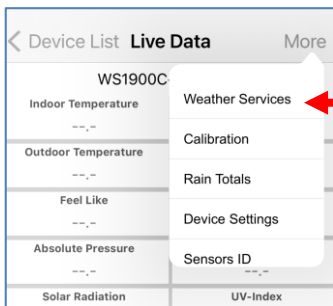 Device List Live Data More
WS1900C-
Indoor Temperature
--.-
Weather Services
Outdoor Temperature
--.-
Calibration
Feel Like
--.-
Rain Totals
Absolute Pressure
--.-
Device Settings
Sensors ID
--.-
Solar Radiation
UV-Index